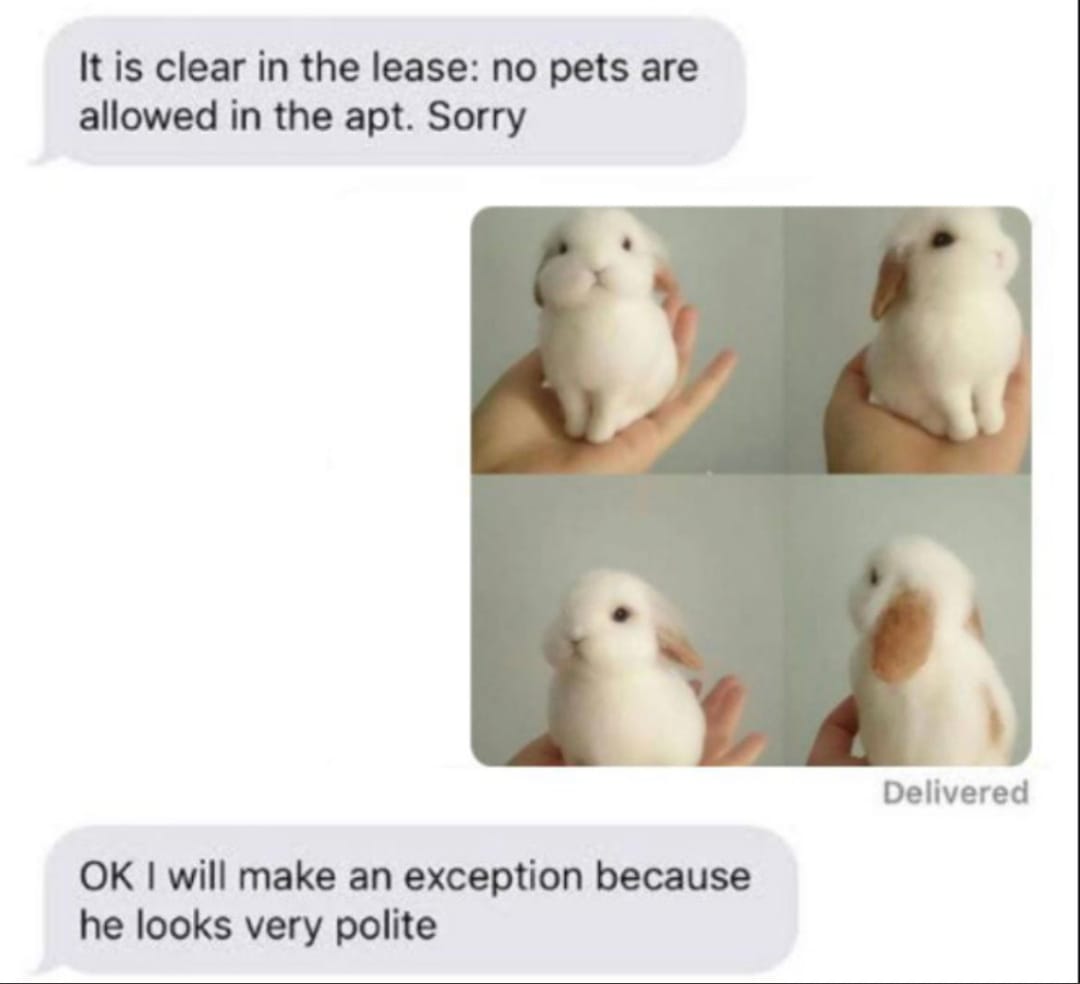 It is clear in the lease: no pets are
allowed in the apt. Sorry
Delivered
OK I will make an exception because
he looks very polite